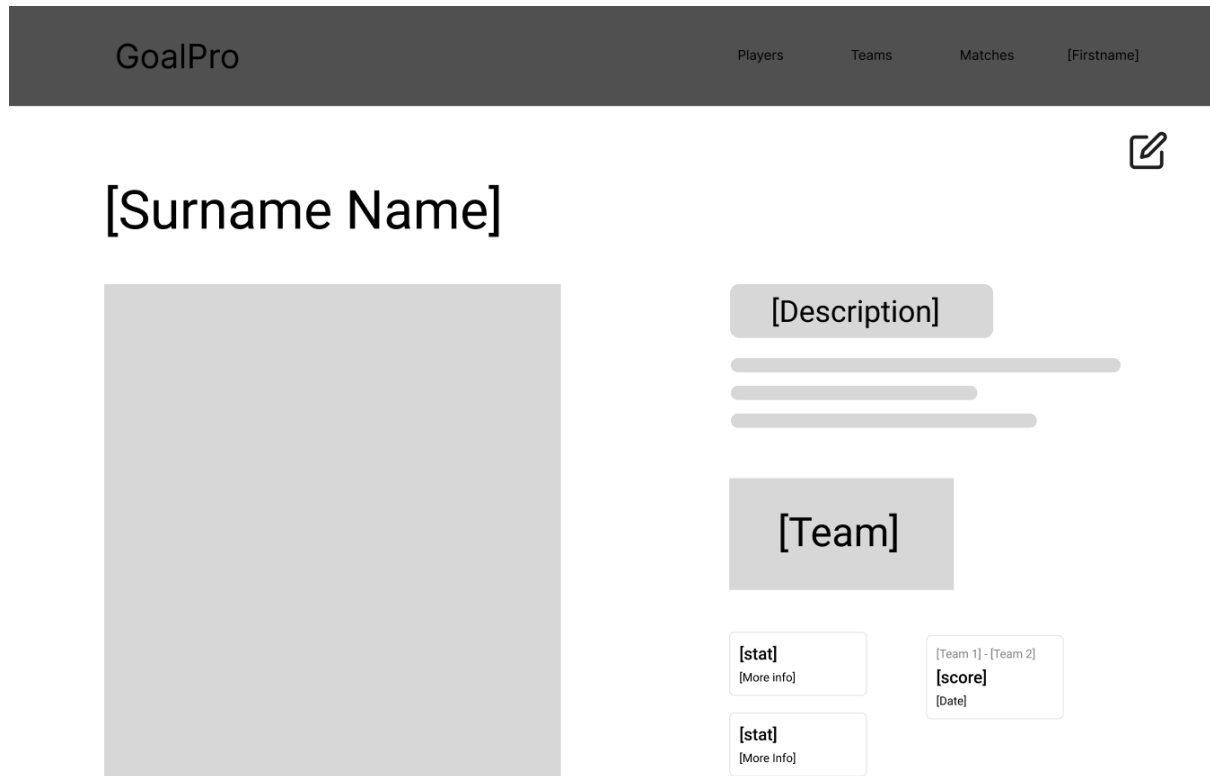 GoalPro
Players
Teams
Matches
[Firstname]
[Surname Name]
[Description]
[Team]
[stat]
[More info]
[Team 1] - [Team 2]
[score]
[Date]
[stat]
[More Info]